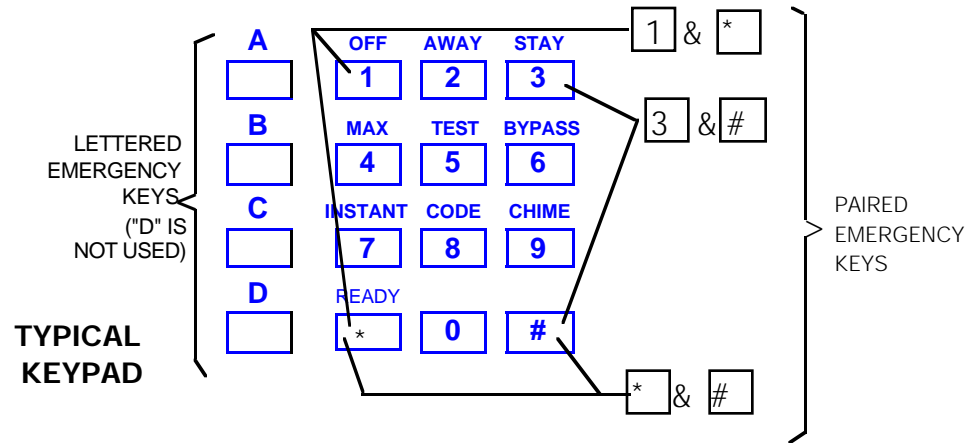 1 & *
A OFF AWAY STAY
1 2 3
3 & #
B MAX TEST BYPASS
4 5 6
LETTERED
EMERGENCY
KEYS
("D" IS
NOT USED)
C INSTANT CODE CHIME
7 8 9
PAIRED
EMERGENCY
KEYS
D READY
* 0 #
TYPICAL
KEYPAD
* & #